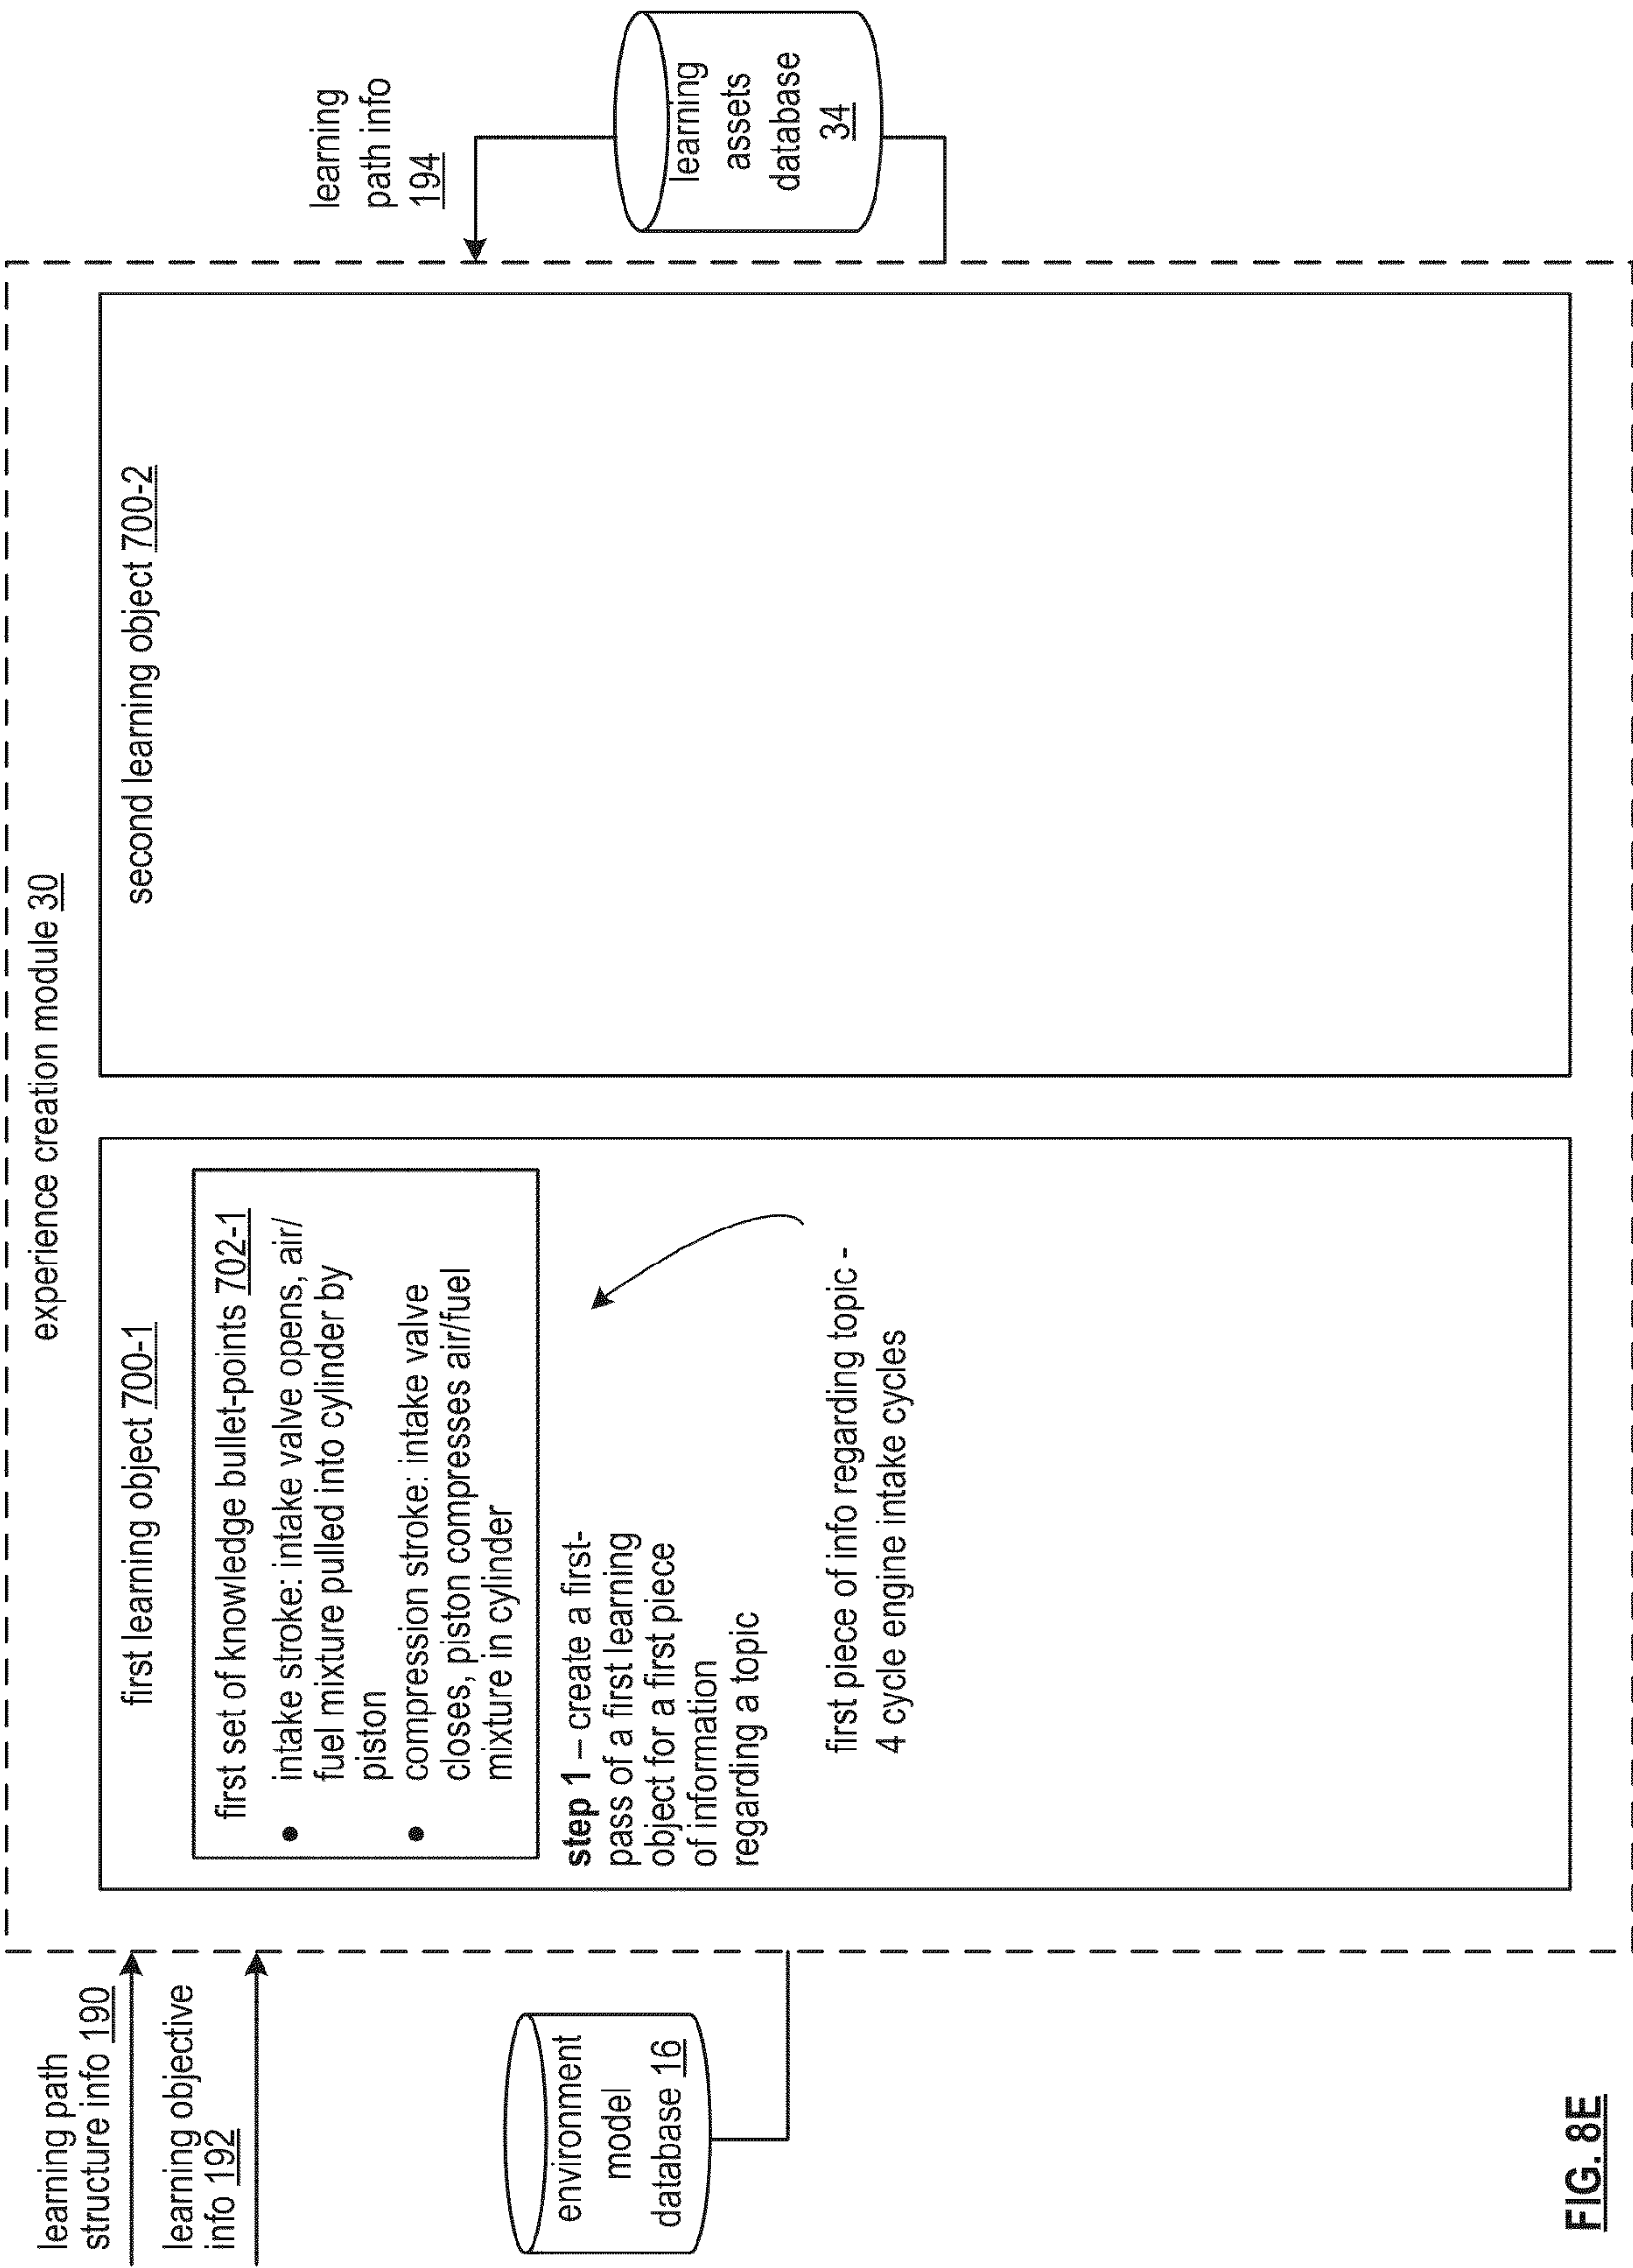 experience creation module 30
learning path
structure info 190
learning objective
info 192
environment
model
database 16
first learning object 700-1
first set of knowledge bullet-points 702-1
• intake stroke: intake valve opens, air/
fuel mixture pulled into cylinder by
piston
• compression stroke: intake valve
closes, piston compresses air/fuel
mixture in cylinder
step 1 – create a first-
pass of a first learning
object for a first piece
of information
regarding a topic
first piece of info regarding topic -
4 cycle engine intake cycles
second learning object 700-2
learning
path info
194
learning
assets
database
34
FIG. 8E